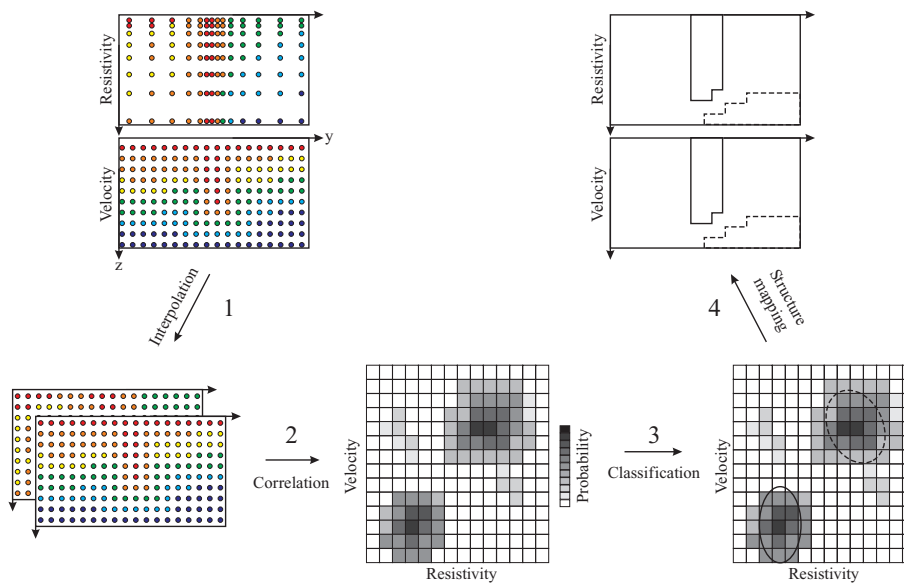 Resistivity
y
Velocity
z
Interpolation
1
2
Correlation
Velocity
Resistivity
Probability
3
Classification
Velocity
Resistivity
4
Structure
mapping
Resistivity
Velocity